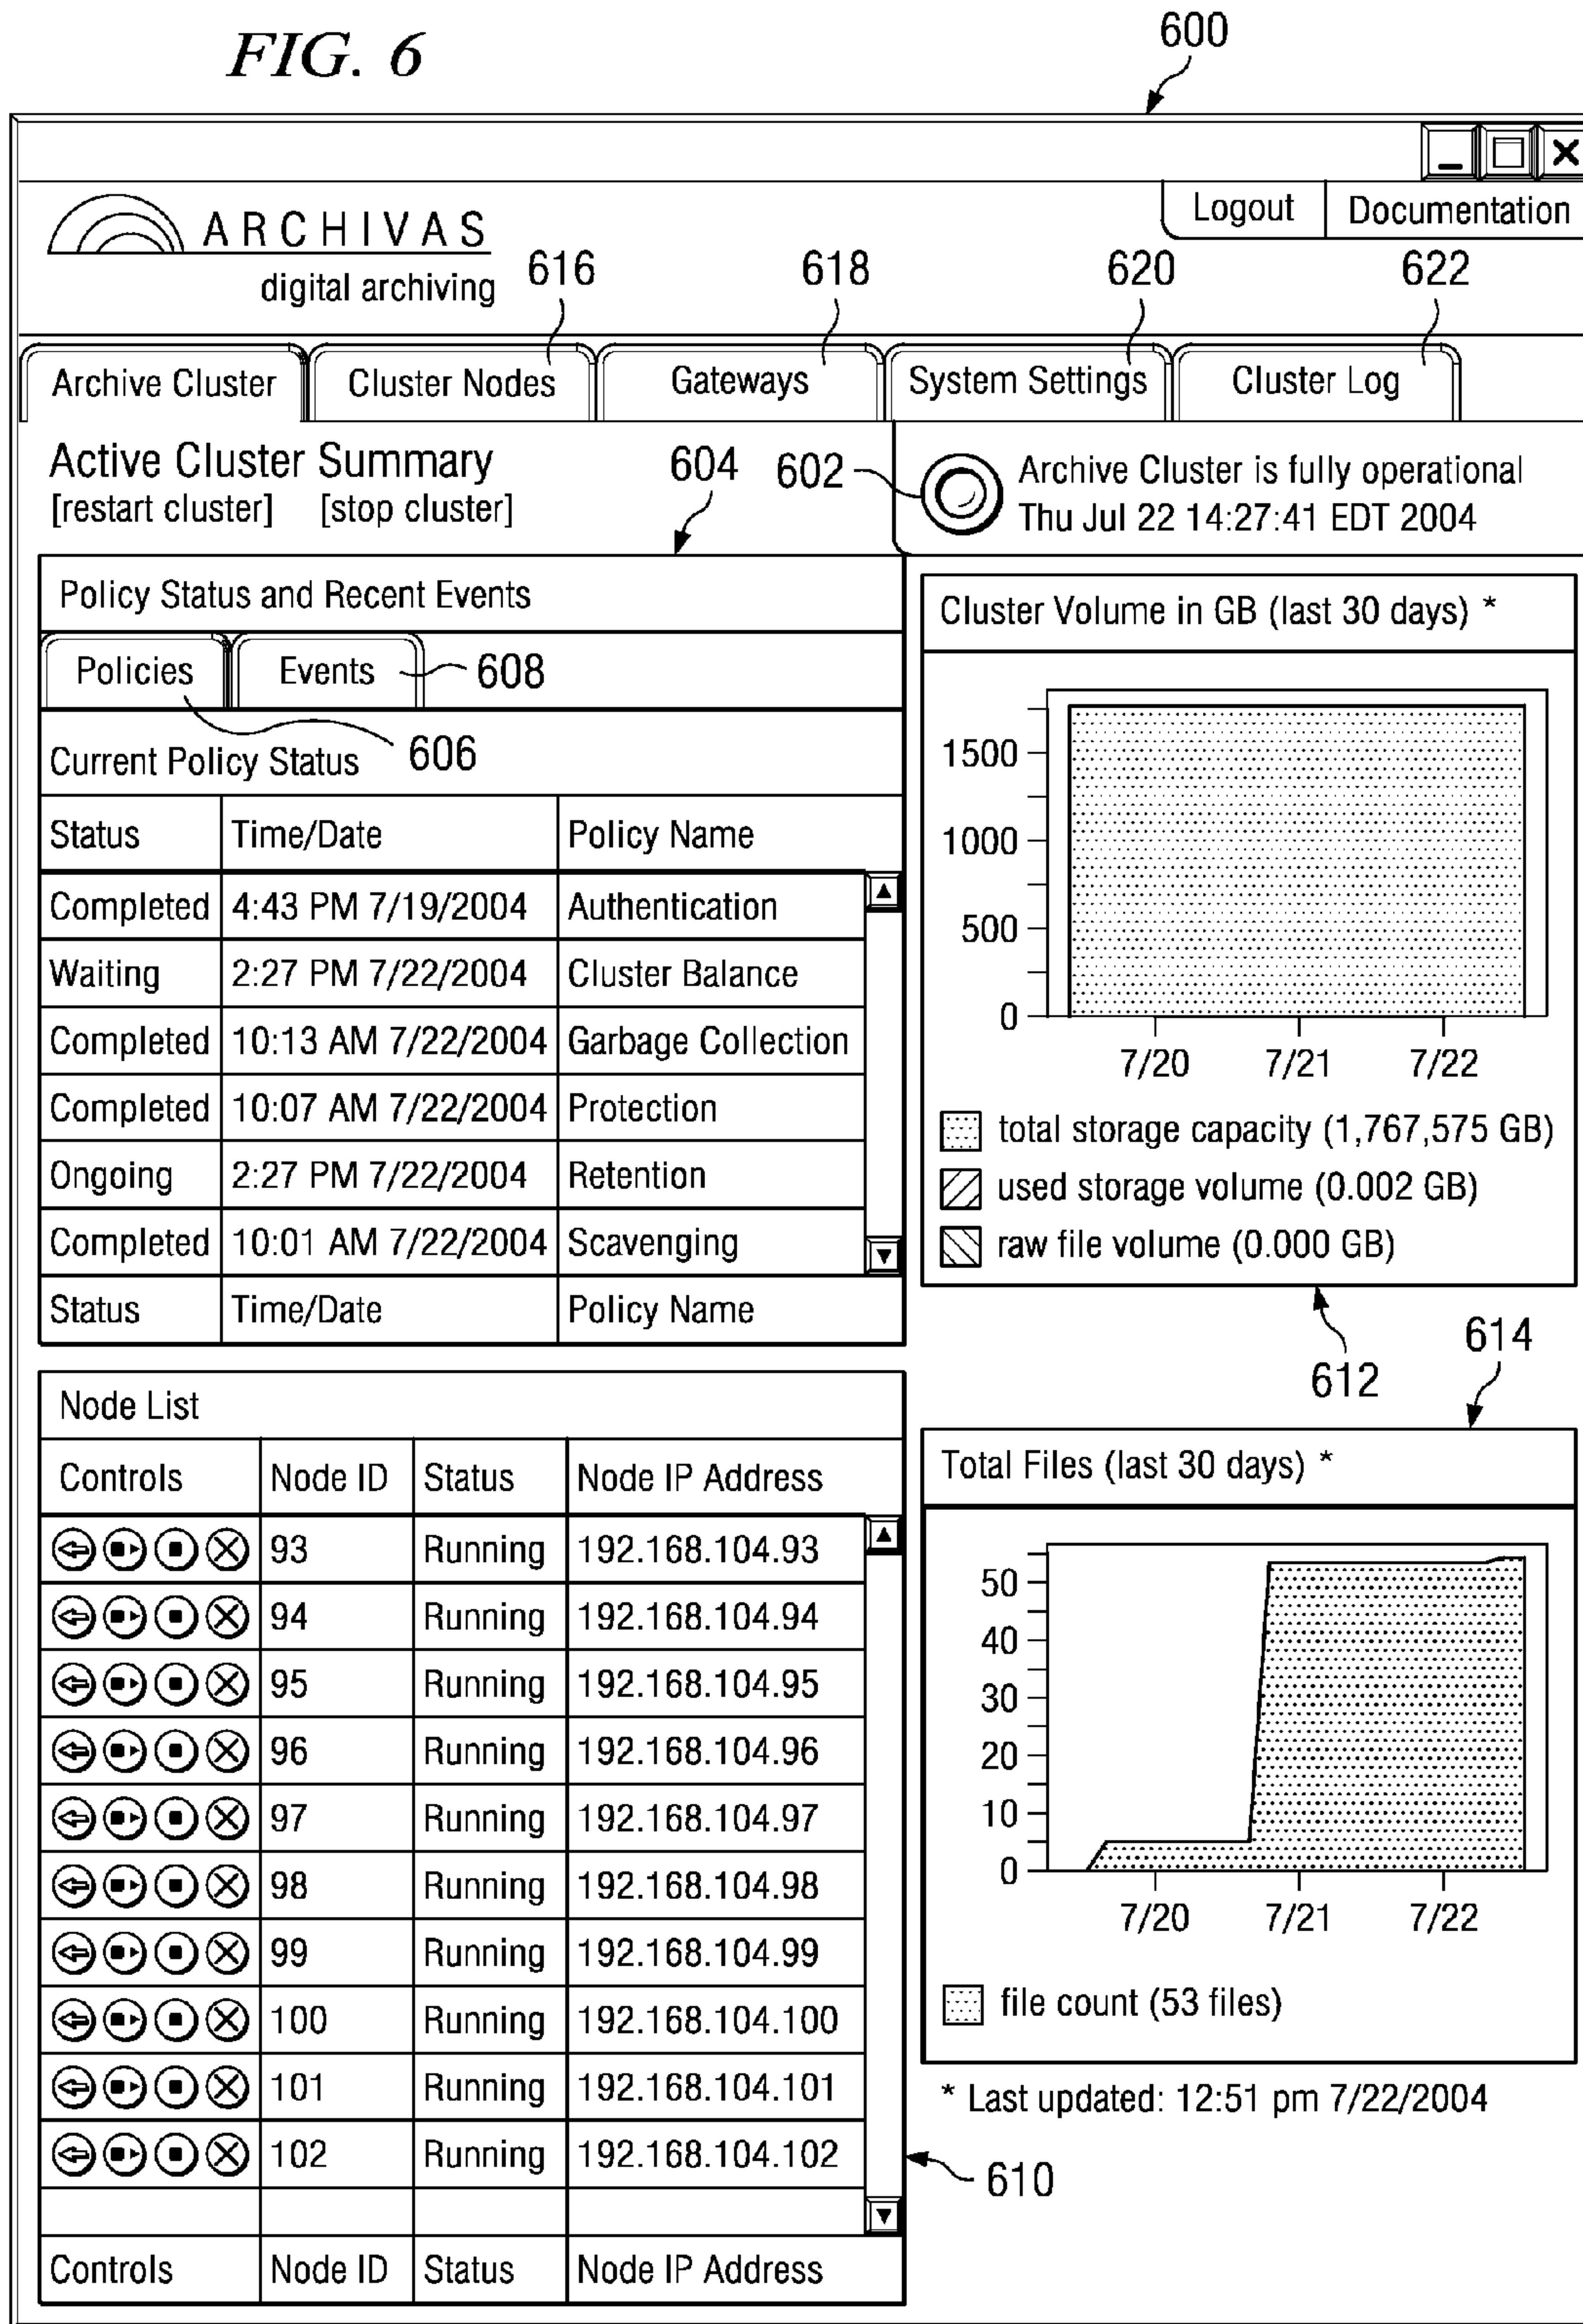 FIG. 6
600
Logout Documentation
ARCHIVAS
digital archiving
616 618 620 622
Archive Cluster Cluster Nodes Gateways System Settings Cluster Log
Active Cluster Summary
[restart cluster] [stop cluster]
604 602
Archive Cluster is fully operational
Thu Jul 22 14:27:41 EDT 2004
Policy Status and Recent Events
Policies Events 608
Current Policy Status 606
Status Time/Date Policy Name
Completed 4:43 PM 7/19/2004 Authentication
Waiting 2:27 PM 7/22/2004 Cluster Balance
Completed 10:13 AM 7/22/2004 Garbage Collection
Completed 10:07 AM 7/22/2004 Protection
Ongoing 2:27 PM 7/22/2004 Retention
Completed 10:01 AM 7/22/2004 Scavenging
Status Time/Date Policy Name
Cluster Volume in GB (last 30 days) *
1500
1000
500
0
7/20 7/21 7/22
total storage capacity (1,767,575 GB)
used storage volume (0.002 GB)
raw file volume (0.000 GB)
612
614
Node List
Controls Node ID Status Node IP Address
93 Running 192.168.104.93
94 Running 192.168.104.94
95 Running 192.168.104.95
96 Running 192.168.104.96
97 Running 192.168.104.97
98 Running 192.168.104.98
99 Running 192.168.104.99
100 Running 192.168.104.100
101 Running 192.168.104.101
102 Running 192.168.104.102
Controls Node ID Status Node IP Address
610
Total Files (last 30 days) *
50
40
30
20
10
0
7/20 7/21 7/22
file count (53 files)
* Last updated: 12:51 pm 7/22/2004